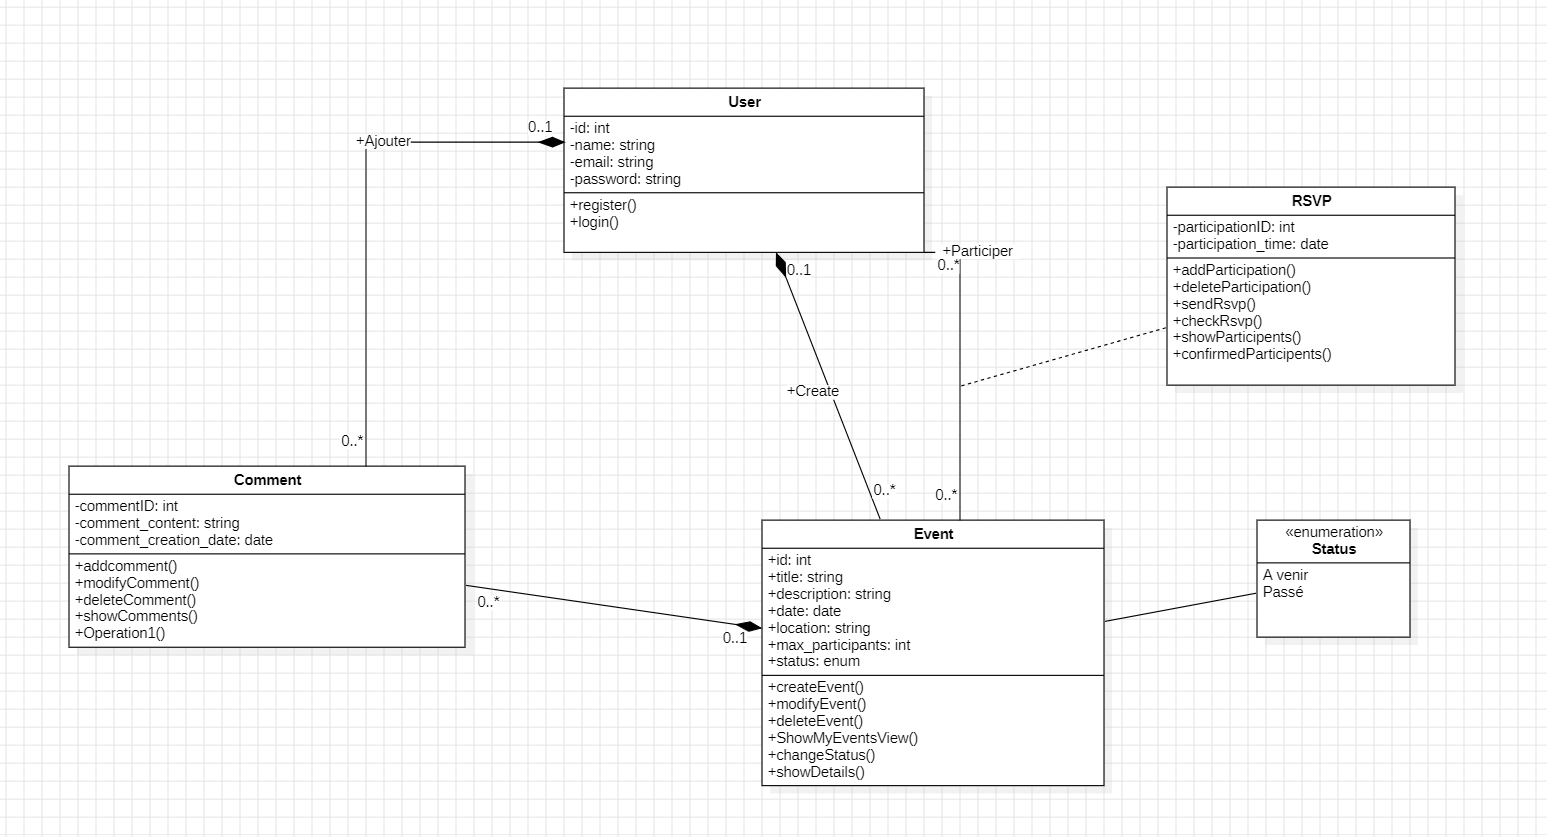 User
-id: int
-name: string
-email: string
-password: string
+register()
+login()
+Ajouter
0..1
0..*
0..1
+Create
0..*
+Participer
0..*
0..*
RSVP
-participationID: int
-participation_time: date
+addParticipation()
+deleteParticipation()
+sendRsvp()
+checkRsvp()
+showParticipents()
+confirmedParticipents()
Comment
-commentID: int
-comment_content: string
-comment_creation_date: date
+addcomment()
+modifyComment()
+deleteComment()
+showComments()
+Operation1()
0..*
0..1
Event
+id: int
+title: string
+description: string
+date: date
+location: string
+max_participants: int
+status: enum
+createEvent()
+modifyEvent()
+deleteEvent()
+ShowMyEventsView()
+changeStatus()
+showDetails()
«enumeration»
Status
A venir
Passé